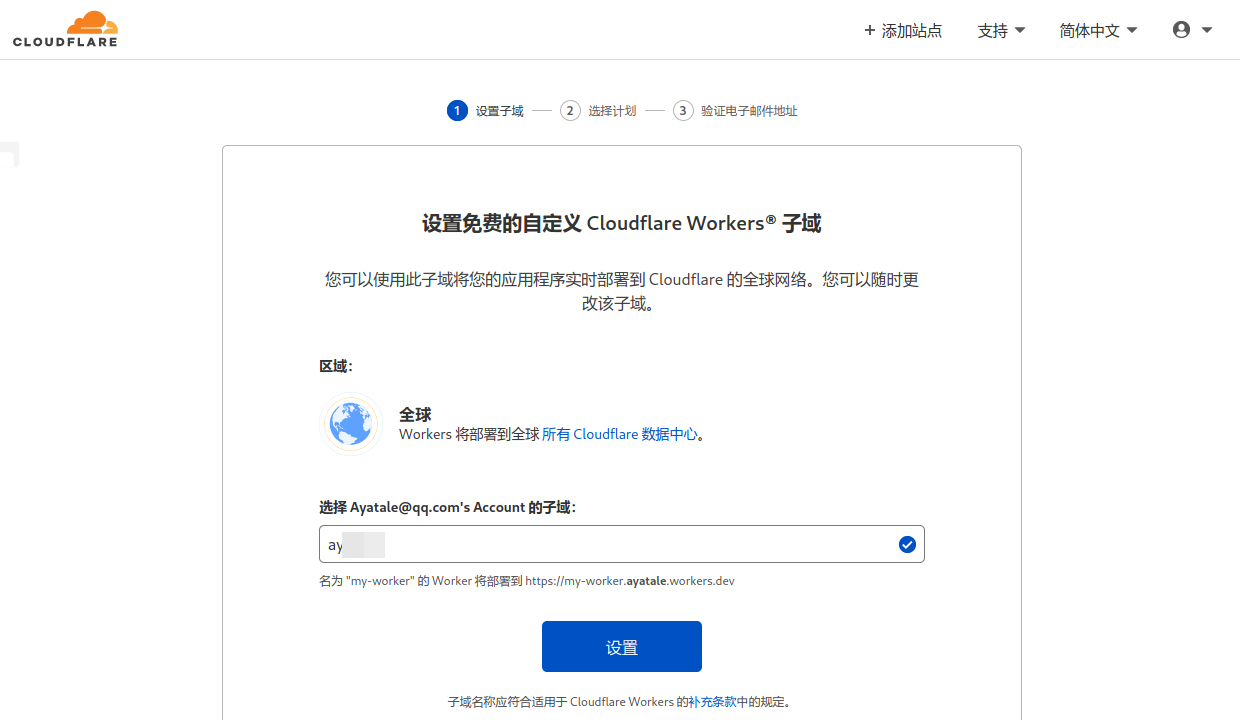 CLOUDFLARE
+ 添加站点 支持 简体中文
1 设置子域 2 选择计划 3 验证电子邮件地址
设置免费的自定义 Cloudflare Workers® 子域
您可以使用此子域将您的应用程序实时部署到 Cloudflare 的全球网络。您可以随时更
改该子域。
区域：
全球
Workers 将部署到全球 所有 Cloudflare 数据中心。
选择 Ayatale@qq.com's Account 的子域：
ay
名为 "my-worker" 的 Worker 将部署到 https://my-worker.ayatale.workers.dev
设置
子域名称应符合适用于 Cloudflare Workers 的补充条款中的规定。